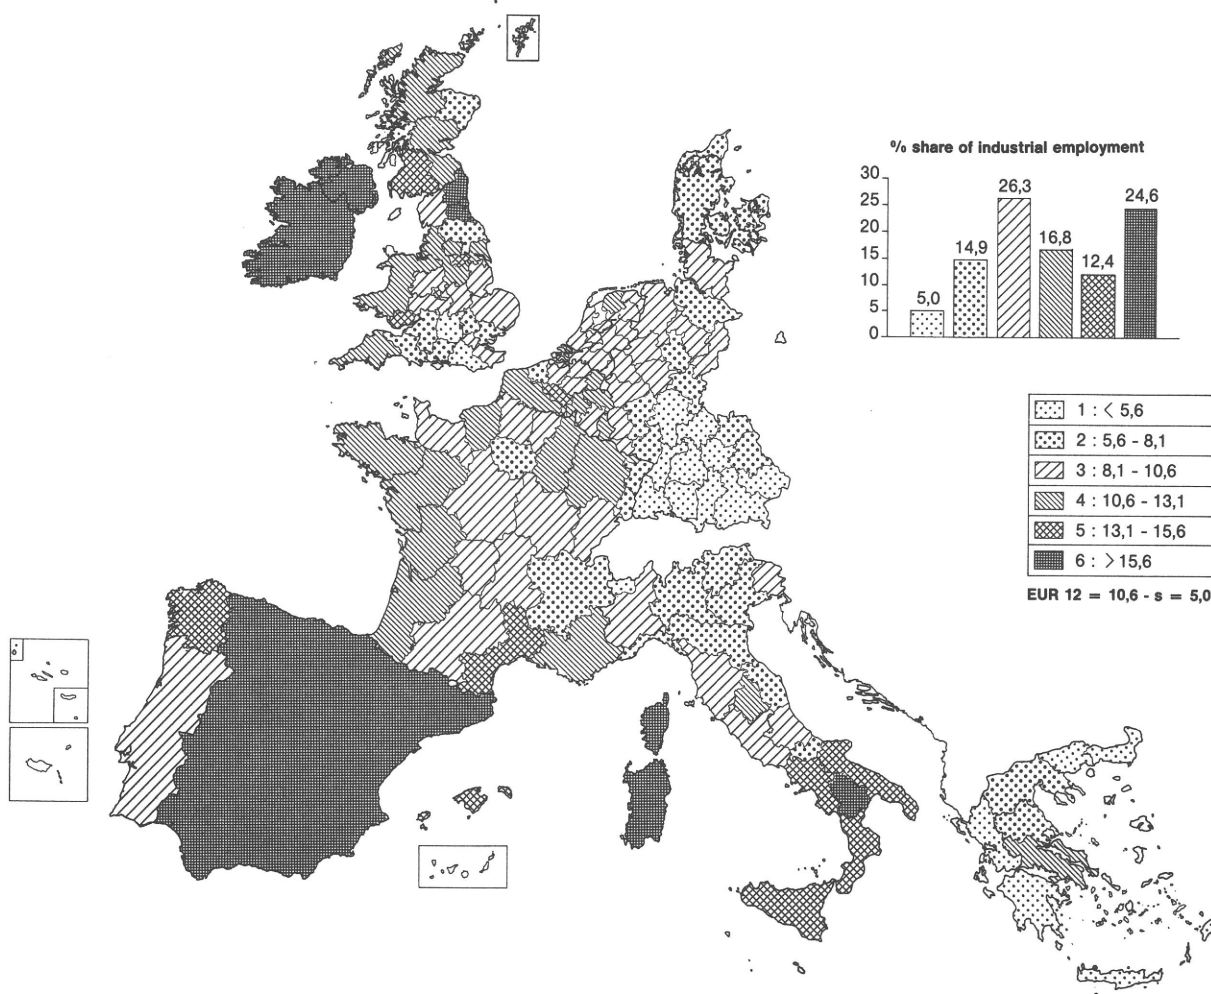 % share of industrial employment
30
25
20
15
10
5
0
5,0
14,9
26,3
16,8
12,4
24,6
1 : < 5,6
2 : 5,6 - 8,1
3 : 8,1 - 10,6
4 : 10,6 - 13,1
5 : 13,1 - 15,6
6 : > 15,6
EUR 12 = 10,6 - s = 5,0